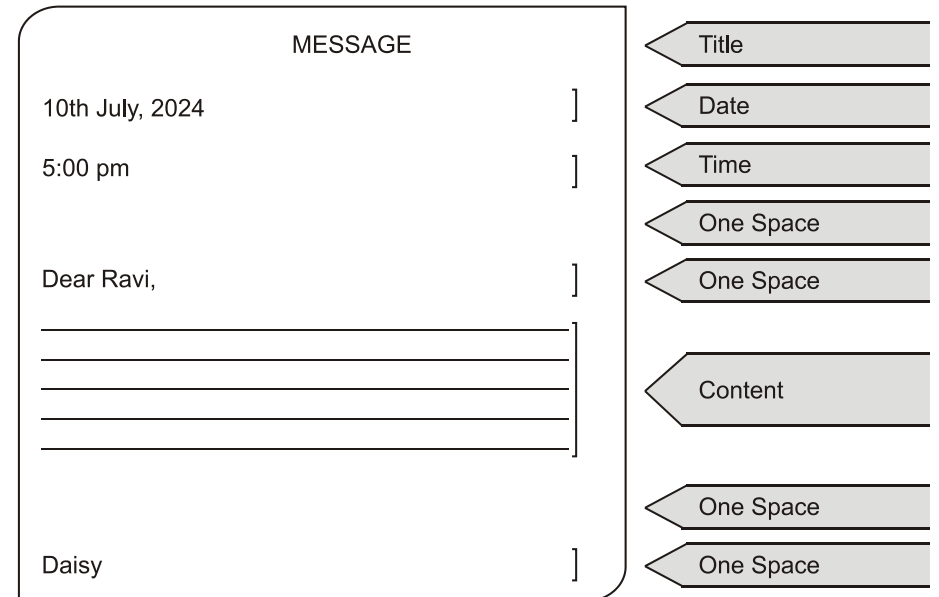 MESSAGE
Title
10th July, 2024
Date
5:00 pm
Time
One Space
Dear Ravi,
One Space
Content
One Space
Daisy
One Space